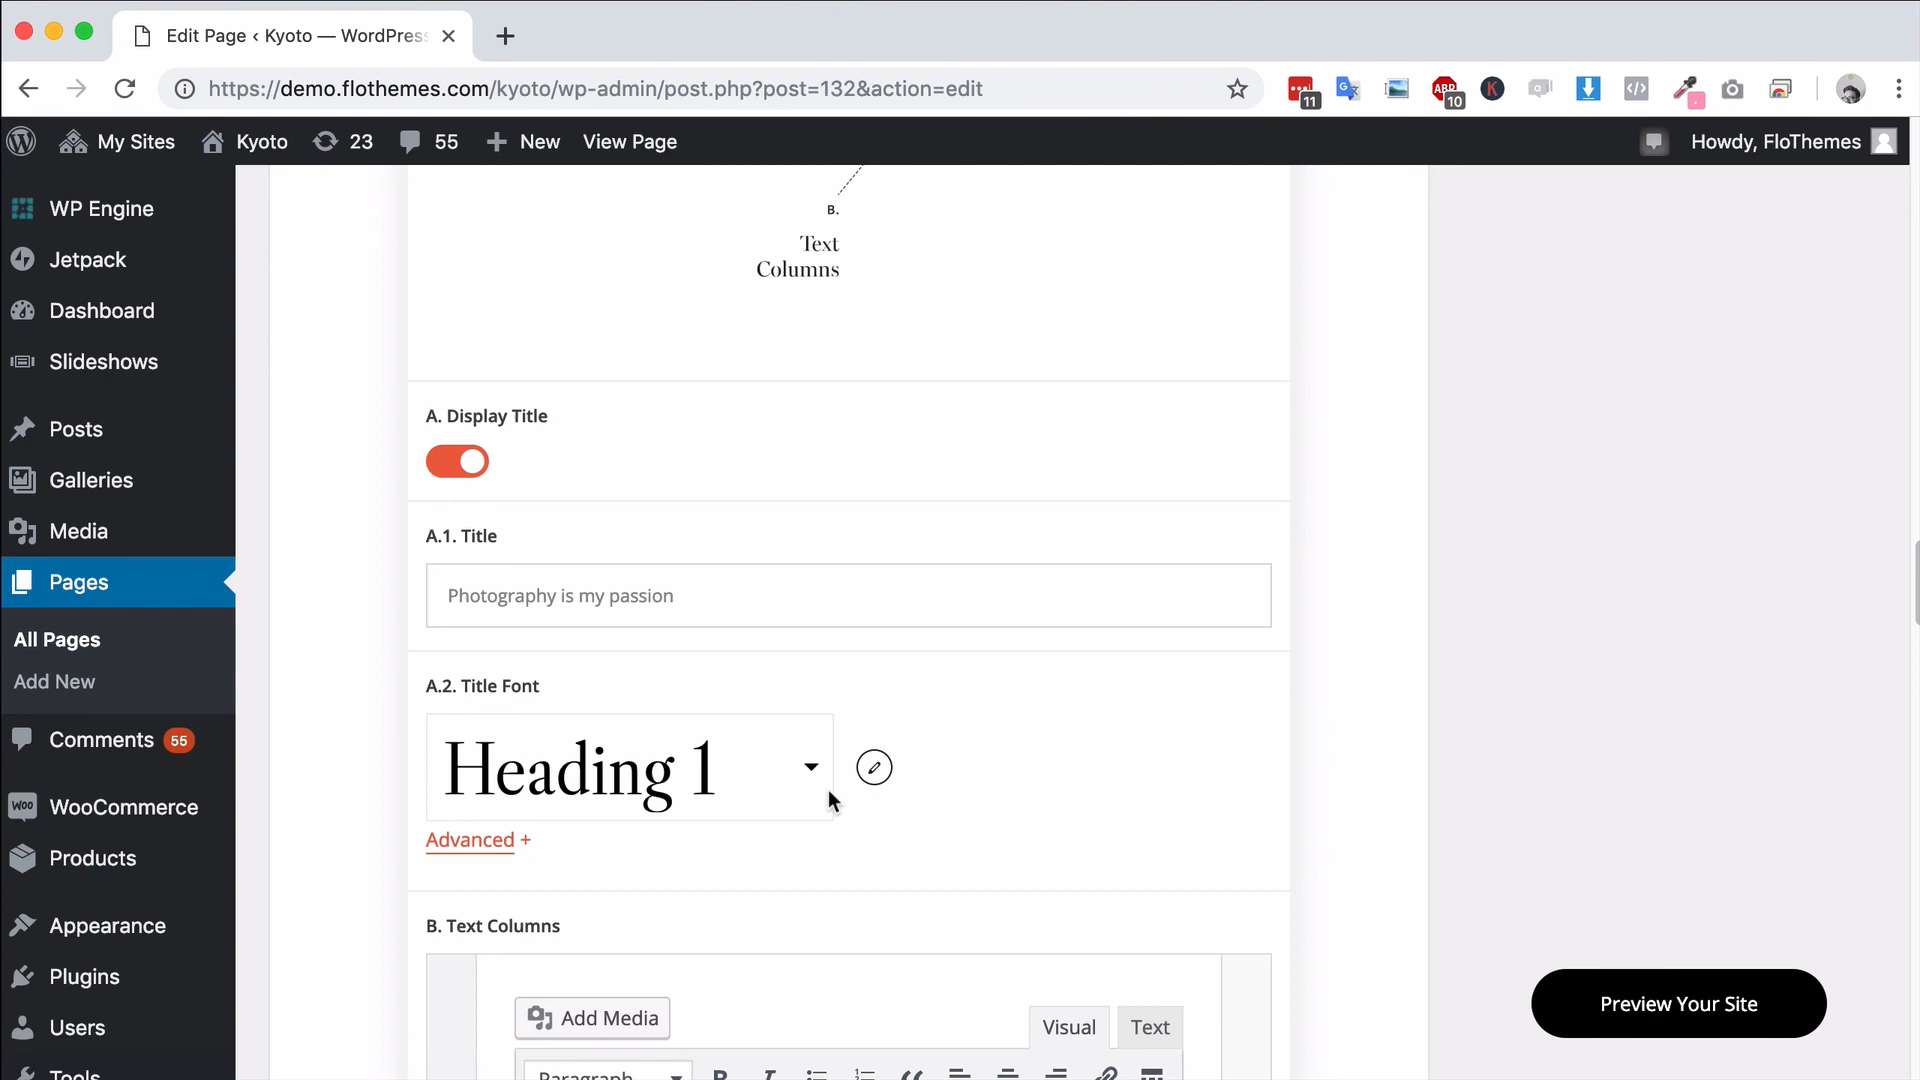 Edit Page ‹ Kyoto — WordPress
https://demo.flothemes.com/kyoto/wp-admin/post.php?post=132&action=edit
11
ABP
10
K
My Sites
Kyoto
23
55
New
View Page
Howdy, FloThemes
WP Engine
Jetpack
Dashboard
Slideshows
Posts
Galleries
Media
Pages
All Pages
Add New
Comments 55
WooCommerce
Products
Appearance
Plugins
Users
Tools
B.
Text
Columns
A. Display Title
A.1. Title
Photography is my passion
A.2. Title Font
Heading 1
Advanced +
B. Text Columns
Add Media
Visual
Text
Paragraph
Preview Your Site